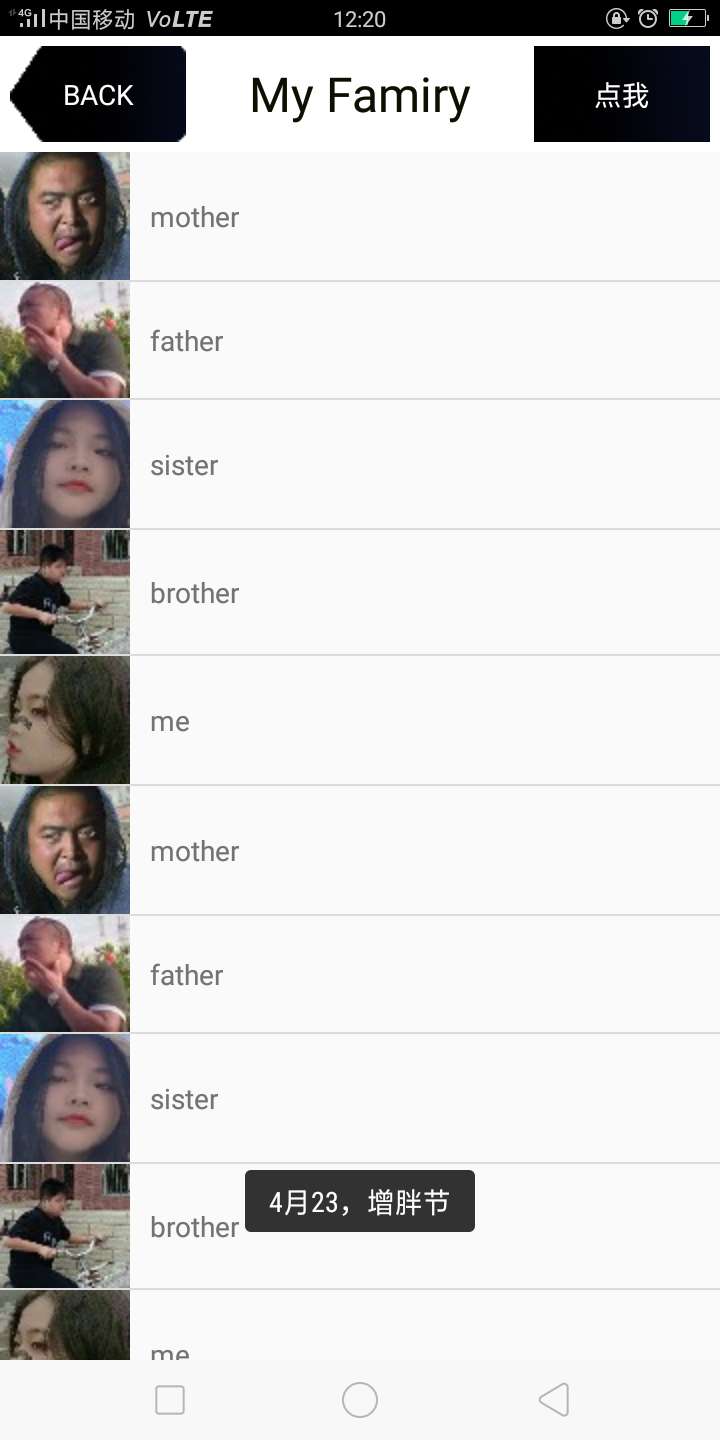 4G 中国移动 VoLTE 12:20
BACK My Famiry 点我
mother
father
sister
brother
me
mother
father
sister
brother
4月23，增胖节
me